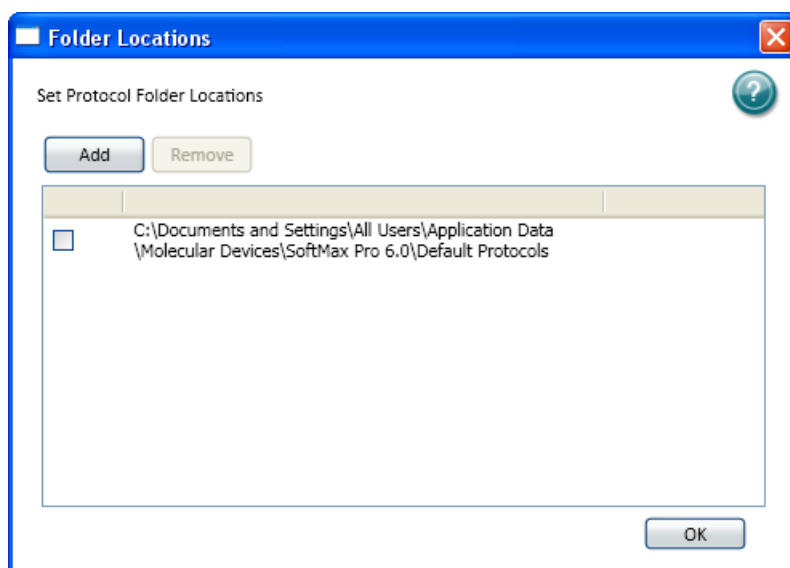 Folder Locations
Set Protocol Folder Locations
?
Add
Remove
C:\Documents and Settings\All Users\Application Data
\Molecular Devices\SoftMax Pro 6.0\Default Protocols
OK